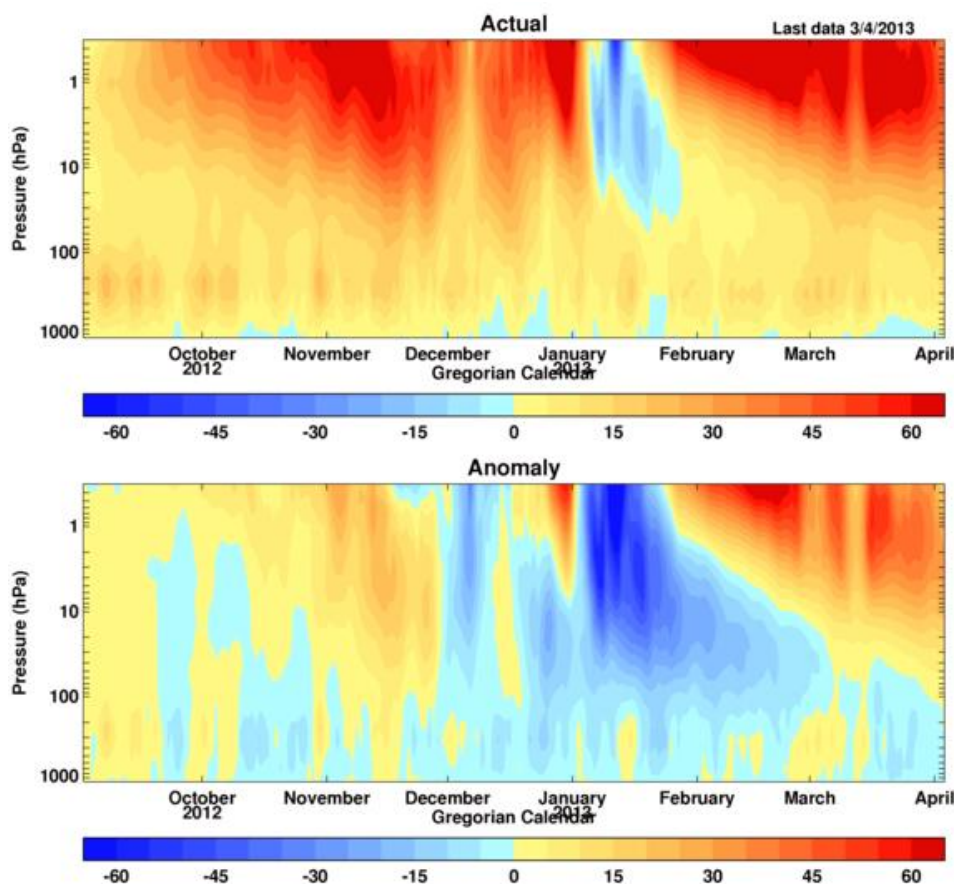 Actual
Last data 3/4/2013
Pressure (hPa)
1
10
100
1000
October November December January February March April
2012 2013
Gregorian Calendar
-60 -45 -30 -15 0 15 30 45 60
Anomaly
Pressure (hPa)
1
10
100
1000
October November December January February March April
2012 2013
Gregorian Calendar
-60 -45 -30 -15 0 15 30 45 60